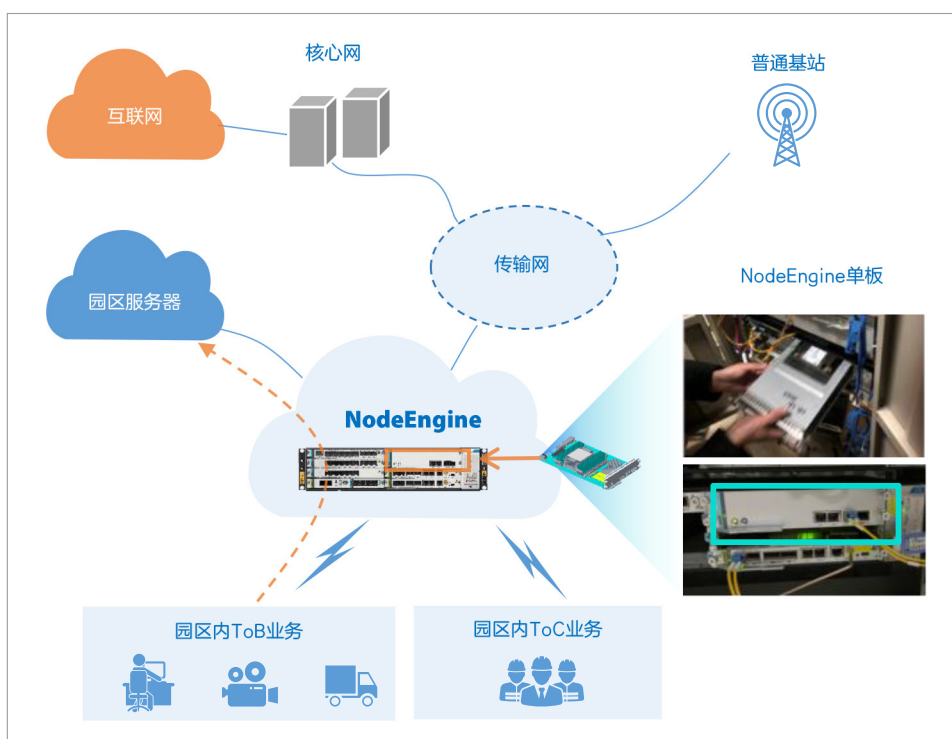 核心网
普通基站
互联网
传输网
NodeEngine单板
园区服务器
NodeEngine
园区内ToB业务
园区内ToC业务